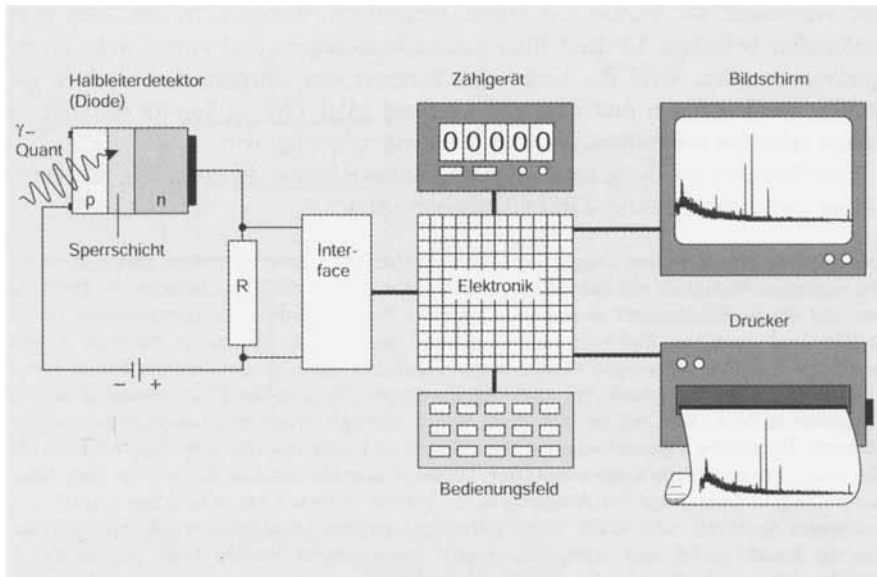 Halbleiterdetektor
(Diode)
γ–
Quant
p
n
Sperrschicht
R
Inter-
face
– +
Zählgerät
00000
Elektronik
Bedienungsfeld
Bildschirm
Drucker